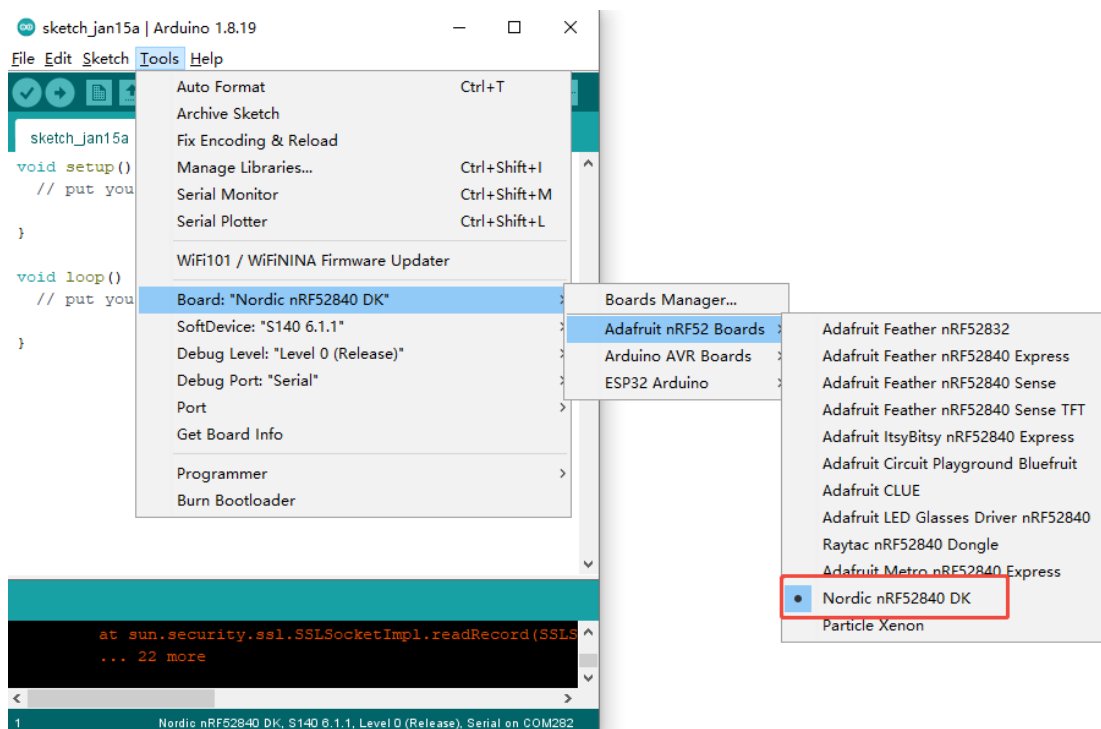 sketch_jan15a | Arduino 1.8.19
File Edit Sketch Tools Help
sketch_jan15a
void setup()
// put you
}
void loop()
// put you
}
Auto Format Ctrl+T
Archive Sketch
Fix Encoding & Reload
Manage Libraries... Ctrl+Shift+I
Serial Monitor Ctrl+Shift+M
Serial Plotter Ctrl+Shift+L
WiFi101 / WiFiNINA Firmware Updater
Board: "Nordic nRF52840 DK"
SoftDevice: "S140 6.1.1"
Debug Level: "Level 0 (Release)"
Debug Port: "Serial"
Port
Get Board Info
Programmer
Burn Bootloader
Boards Manager...
Adafruit nRF52 Boards
Arduino AVR Boards
ESP32 Arduino
Adafruit Feather nRF52832
Adafruit Feather nRF52840 Express
Adafruit Feather nRF52840 Sense
Adafruit Feather nRF52840 Sense TFT
Adafruit ItsyBitsy nRF52840 Express
Adafruit Circuit Playground Bluefruit
Adafruit CLUE
Adafruit LED Glasses Driver nRF52840
Raytac nRF52840 Dongle
Adafruit Metro nRF52840 Express
Nordic nRF52840 DK
Particle Xenon
at sun.security.ssl.SSLSocketImpl.readRecord(SSLS
... 22 more
1 Nordic nRF52840 DK, S140 6.1.1, Level 0 (Release), Serial on COM282